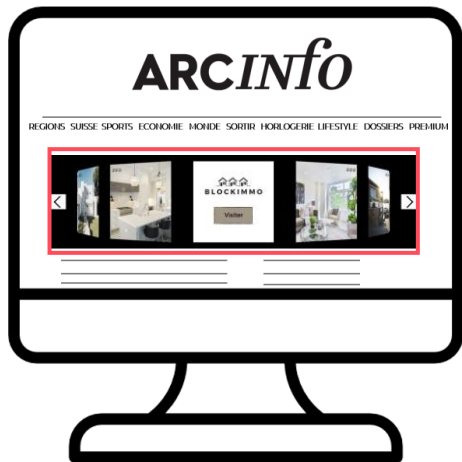 ARCINfO
REGIONS SUISSE SPORTS ECONOMIE MONDE SORTIR HORLOGERIE LIFESTYLE DOSSIERS PREMIUM
BLOCKIMMO
Visiter